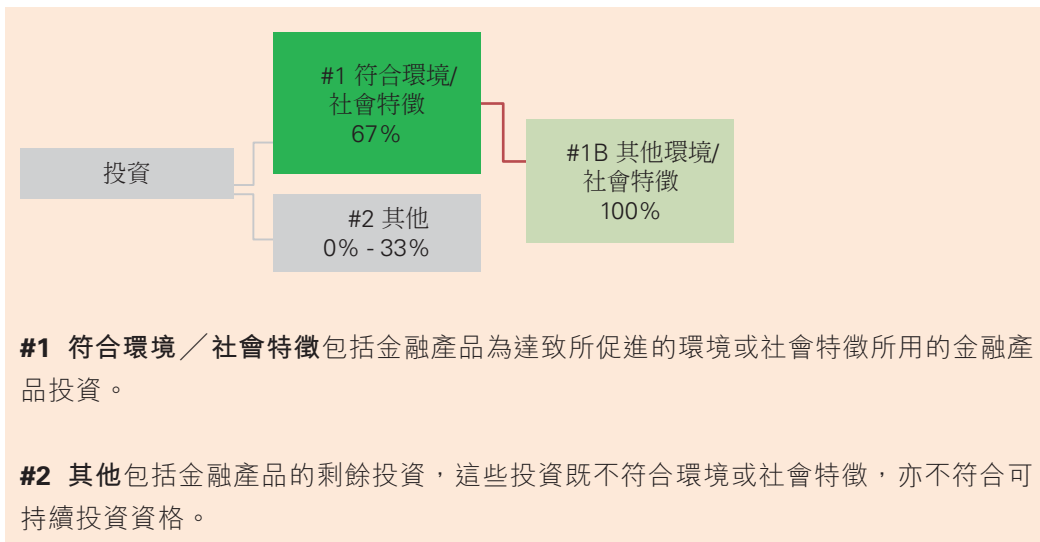 #1 符合環境/
社會特徵
67%
投資
#1B 其他環境/
社會特徵
100%
#2 其他
0% - 33%
#1 符合環境／社會特徵包括金融產品為達致所促進的環境或社會特徵所用的金融產
品投資。
#2 其他包括金融產品的剩餘投資，這些投資既不符合環境或社會特徵，亦不符合可
持續投資資格。